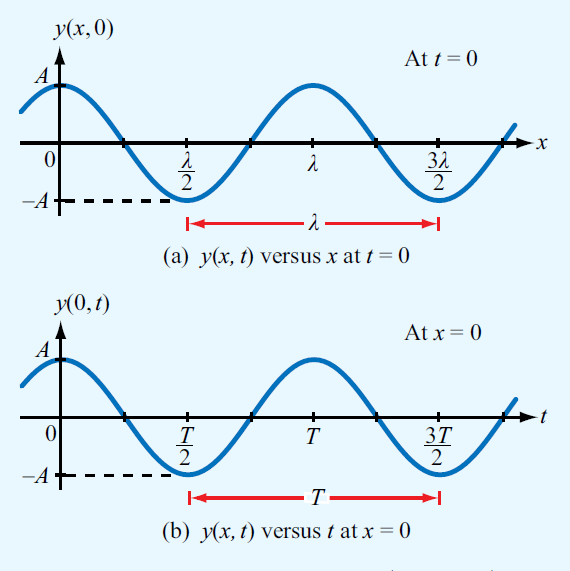 y(x, 0)
At t = 0
A
0
λ/2
λ
3λ/2
x
−A
λ
(a) y(x, t) versus x at t = 0
y(0, t)
At x = 0
A
0
T/2
T
3T/2
t
−A
T
(b) y(x, t) versus t at x = 0